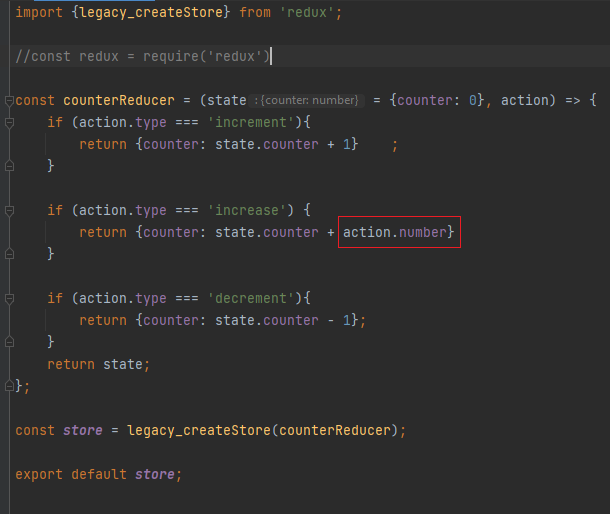 import {legacy_createStore} from 'redux';
//const redux = require('redux')
const counterReducer = (state : {counter: number} = {counter: 0}, action) => {
if (action.type === 'increment'){
return {counter: state.counter + 1}    ;
}
if (action.type === 'increase') {
return {counter: state.counter + action.number}
}
if (action.type === 'decrement'){
return {counter: state.counter - 1};
}
return state;
};
const store = legacy_createStore(counterReducer);
export default store;